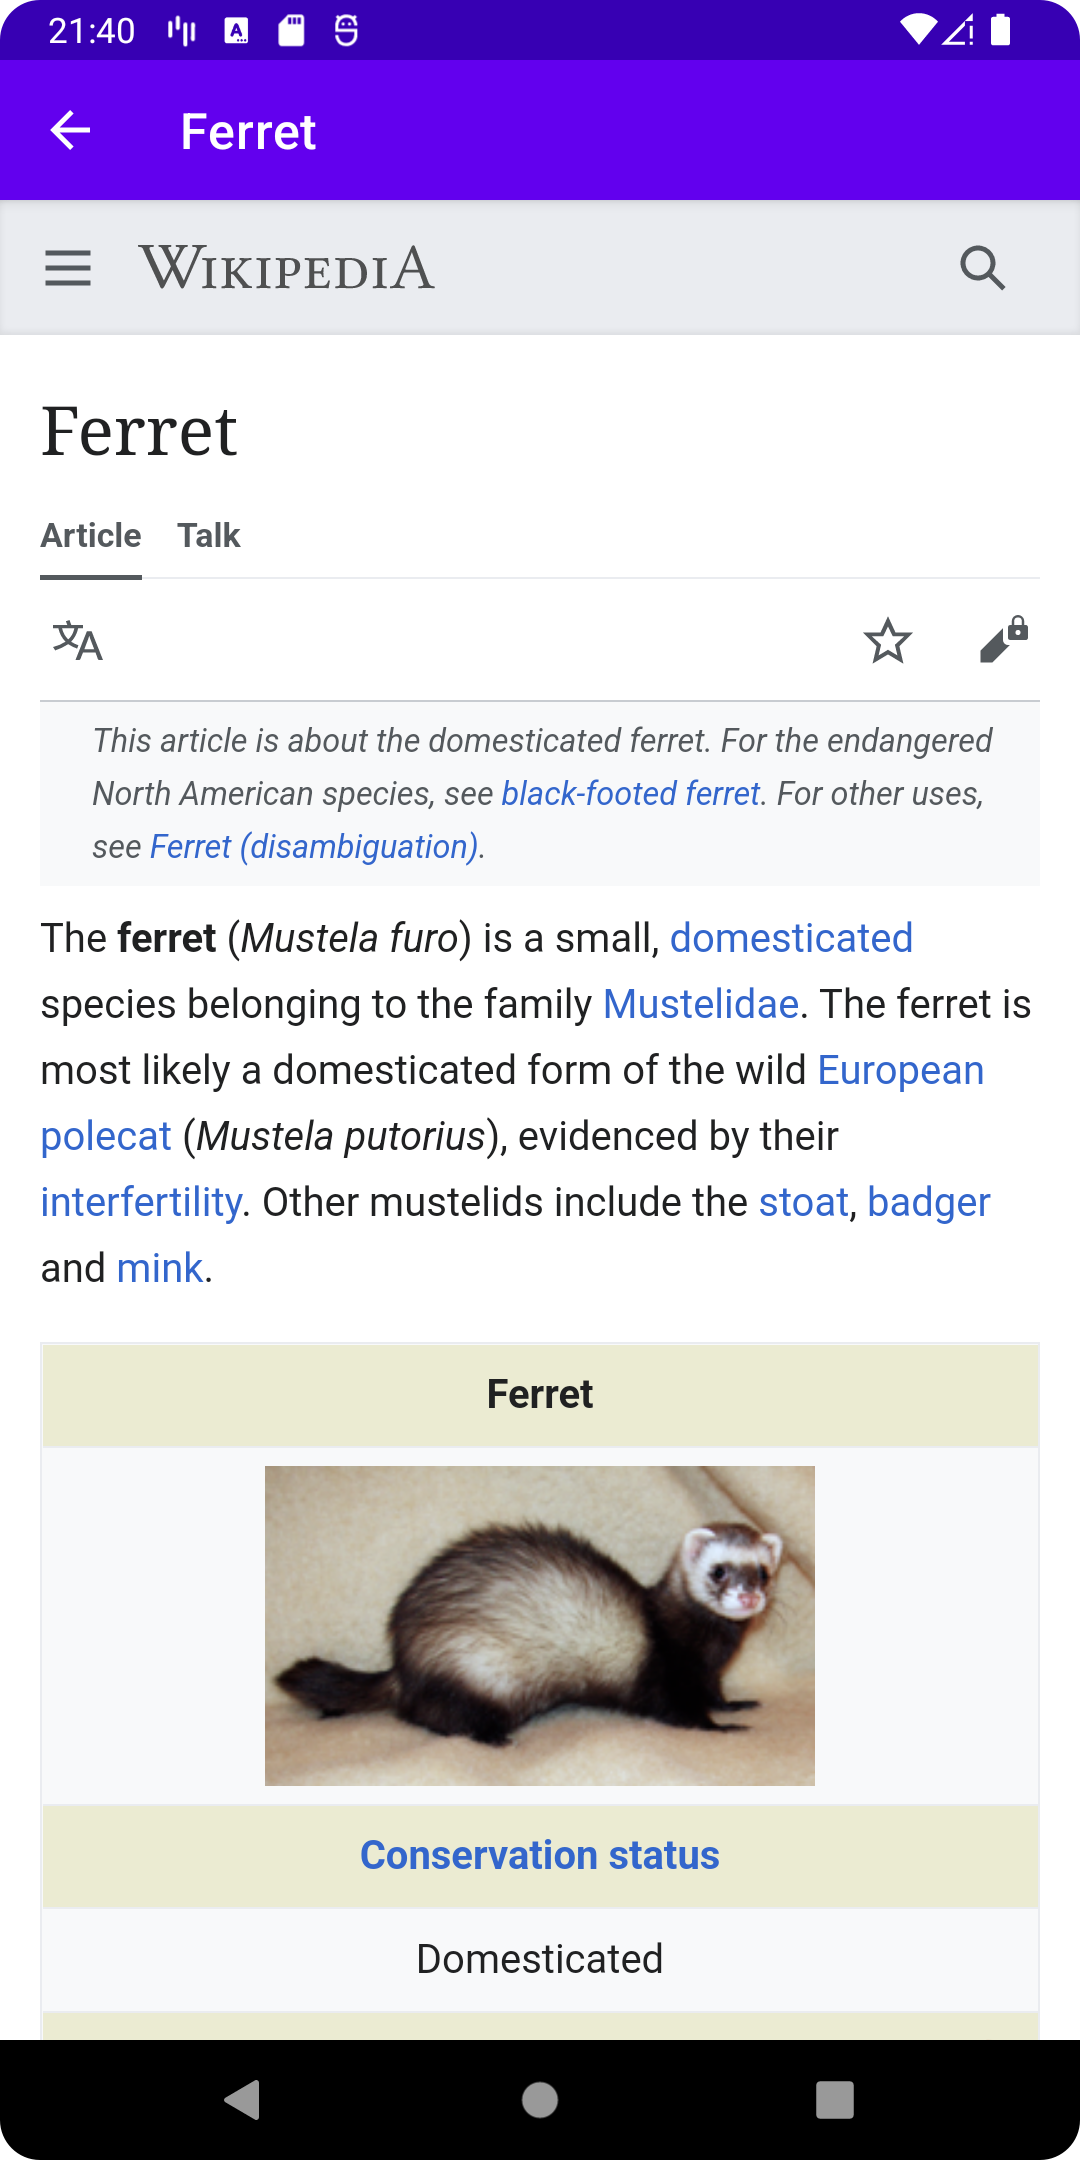 21:40
Ferret
WIKIPEDIA
Ferret
Article Talk
This article is about the domesticated ferret. For the endangered
North American species, see black-footed ferret. For other uses,
see Ferret (disambiguation).
The ferret (Mustela furo) is a small, domesticated
species belonging to the family Mustelidae. The ferret is
most likely a domesticated form of the wild European
polecat (Mustela putorius), evidenced by their
interfertility. Other mustelids include the stoat, badger
and mink.
Ferret
Conservation status
Domesticated